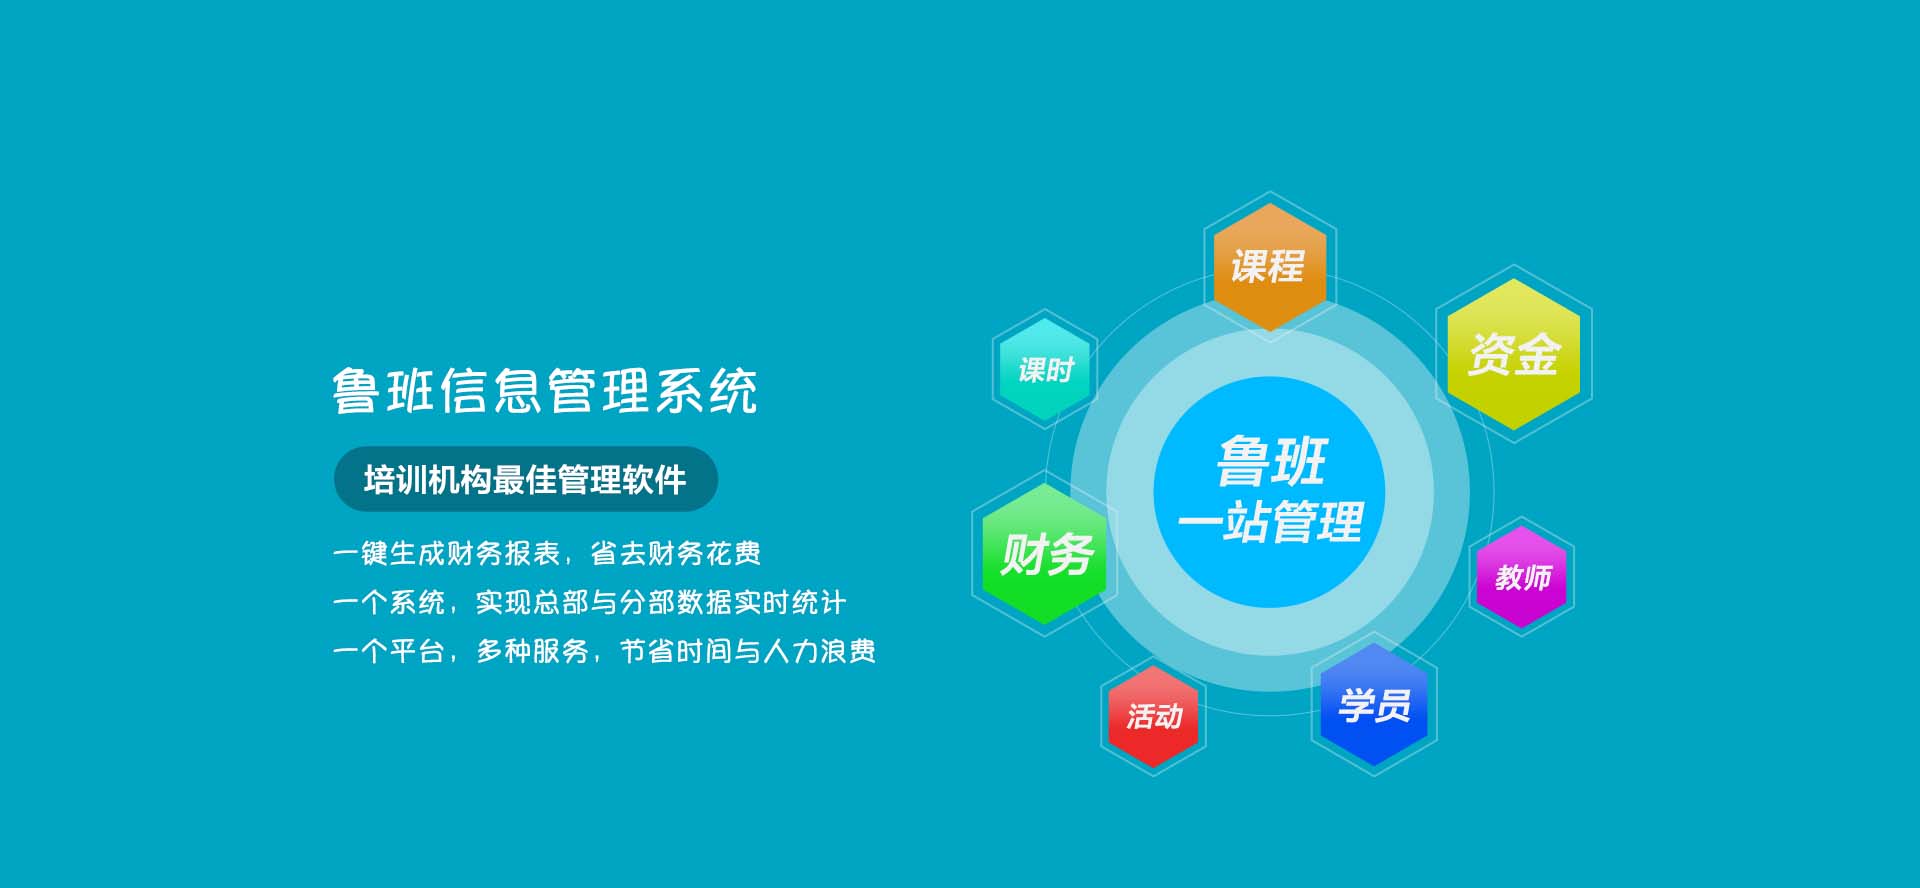 鲁班信息管理系统
培训机构最佳管理软件
一键生成财务报表，省去财务花费
一个系统，实现总部与分部数据实时统计
一个平台，多种服务，节省时间与人力浪费
课程
资金
课时
鲁班
一站管理
财务
教师
学员
活动